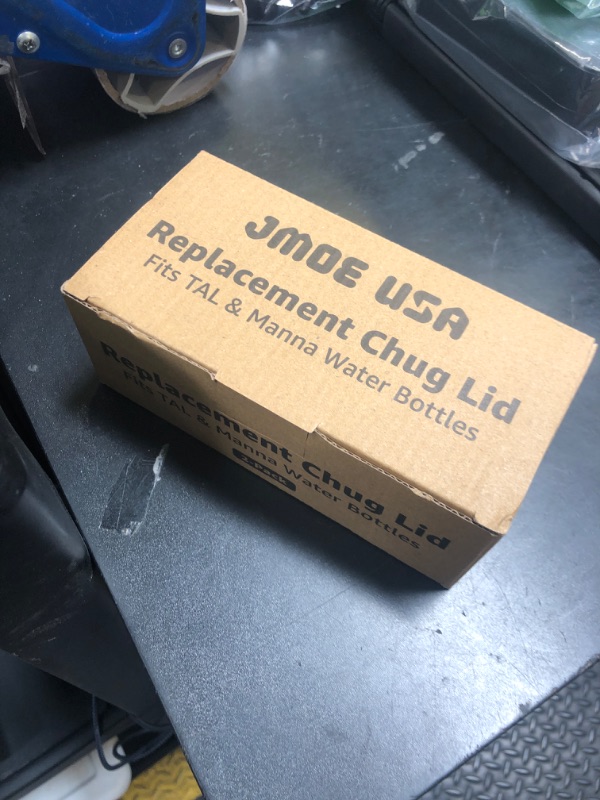 JMOE USA
Replacement Chug Lid
Fits TAL & Manna Water Bottles
Replacement Chug Lid
Fits TAL & Manna Water Bottles